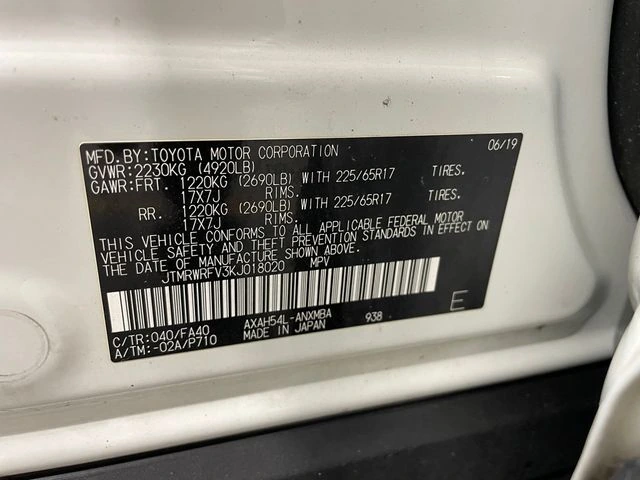 MFD.BY:TOYOTA MOTOR CORPORATION 06/19
GVWR:2230KG (4920LB)
GAWR:FRT. 1220KG (2690LB) WITH 225/65R17 TIRES.
17X7J RIMS.
RR. 1220KG (2690LB) WITH 225/65R17 TIRES.
17X7J RIMS.
THIS VEHICLE CONFORMS TO ALL APPLICABLE FEDERAL MOTOR
VEHICLE SAFETY AND THEFT PREVENTION STANDARDS IN EFFECT ON
THE DATE OF MANUFACTURE SHOWN ABOVE.
JTMRWRFV3KJ018020 MPV
C/TR:040/FA40 AXAH54L-ANXMBA 938 E
A/TM:-02A/P710 MADE IN JAPAN